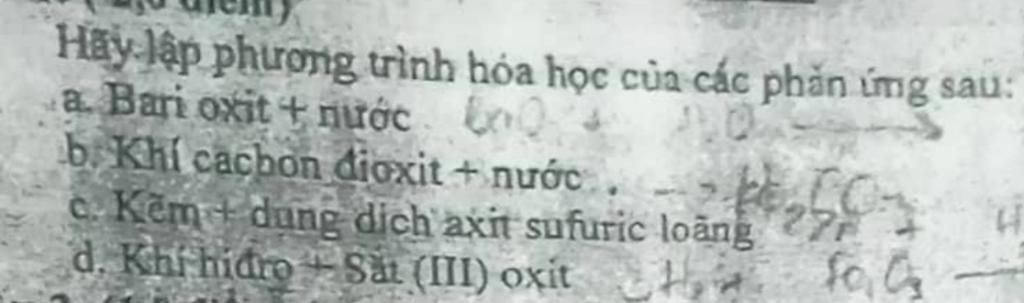 điểm)
Hãy lập phương trình hóa học của các phản ứng sau:
a. Bari oxit + nước
b. Khí cacbon đioxit + nước
c. Kẽm + dung dịch axit sufuric loãng
d. Khí hiđro + Sắt (III) oxit